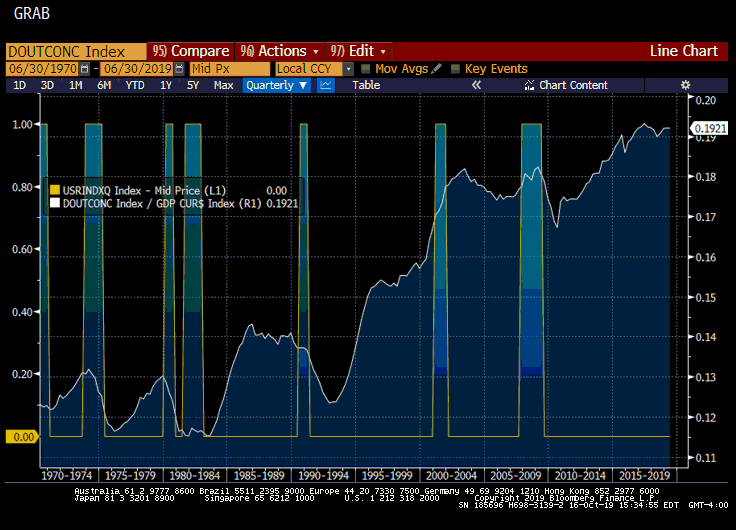 GRAB
DOUTCONC Index 95) Compare 96) Actions 97) Edit Line Chart
06/30/1970 - 06/30/2019 Mid Px Local CCY Mov Avgs Key Events
1D 3D 1M 6M YTD 1Y 5Y Max Quarterly ▼ Table « Chart Content
0.20
1.00 0.1921
0.19
0.80 USRINDXQ Index - Mid Price (L1) 0.00 0.18
DOUTCONC Index / GDP CUR$ Index (R1) 0.1921
0.17
0.60
0.16
0.15
0.40
0.14
0.20 0.13
0.12
0.00
0.11
1970-1974 1975-1979 1980-1984 1985-1989 1990-1994 1995-1999 2000-2004 2005-2009 2010-2014 2015-2019
Australia 61 2 9777 8600 Brazil 5511 2395 9000 Europe 44 20 7330 7500 Germany 49 69 9204 1210 Hong Kong 852 2977 6000
Japan 81 3 3201 8900 Singapore 65 6212 1000 U.S. 1 212 318 2000 Copyright 2019 Bloomberg Finance L.P.
SN 185696 H698-3139-2 16-Oct-19 15:34:55 EDT GMT-4:00